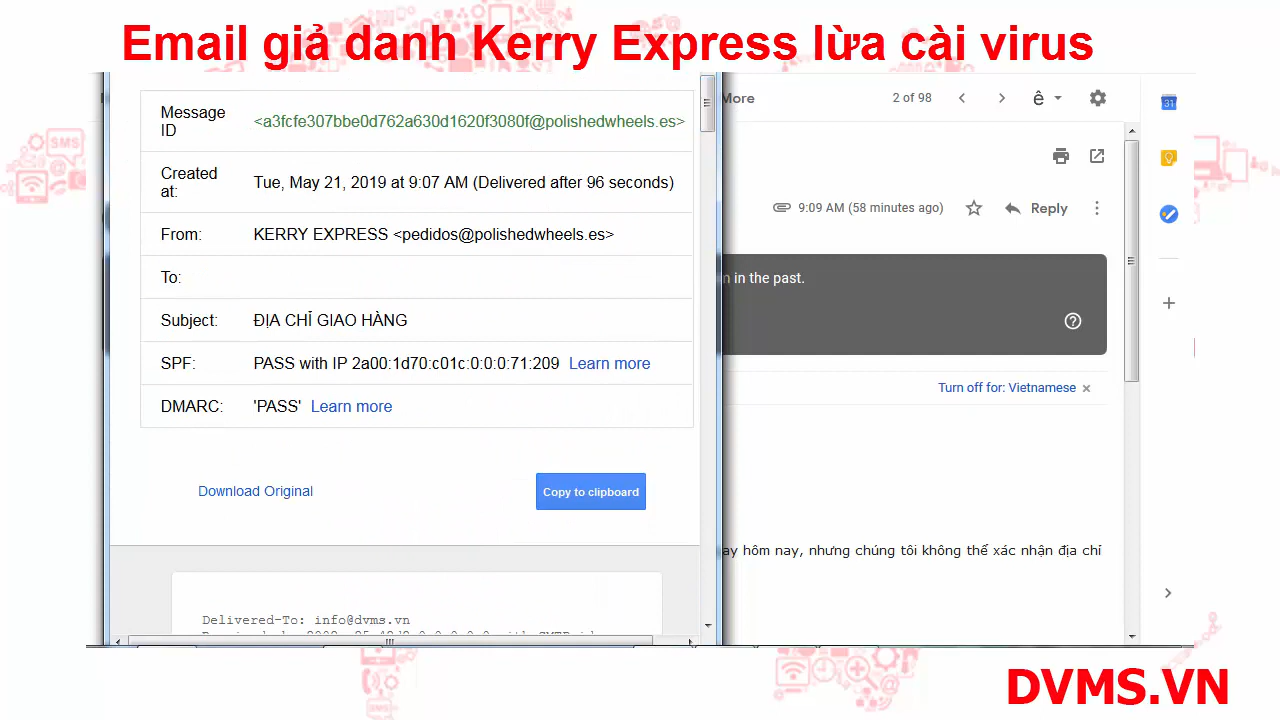 Email giả danh Kerry Express lừa cài virus
Message ID
<a3fcfe307bbe0d762a630d1620f3080f@polishedwheels.es>
Created at:
Tue, May 21, 2019 at 9:07 AM (Delivered after 96 seconds)
From:
KERRY EXPRESS <pedidos@polishedwheels.es>
To:
Subject:
ĐỊA CHỈ GIAO HÀNG
SPF:
PASS with IP 2a00:1d70:c01c:0:0:0:71:209 Learn more
DMARC:
'PASS' Learn more
Download Original
Copy to clipboard
Delivered-To: info@dvms.vn
More
2 of 98
ê
31
9:09 AM (58 minutes ago)
Reply
in the past.
Turn off for: Vietnamese
hôm nay, nhưng chúng tôi không thể xác nhận địa chỉ
SMS
DVMS.VN